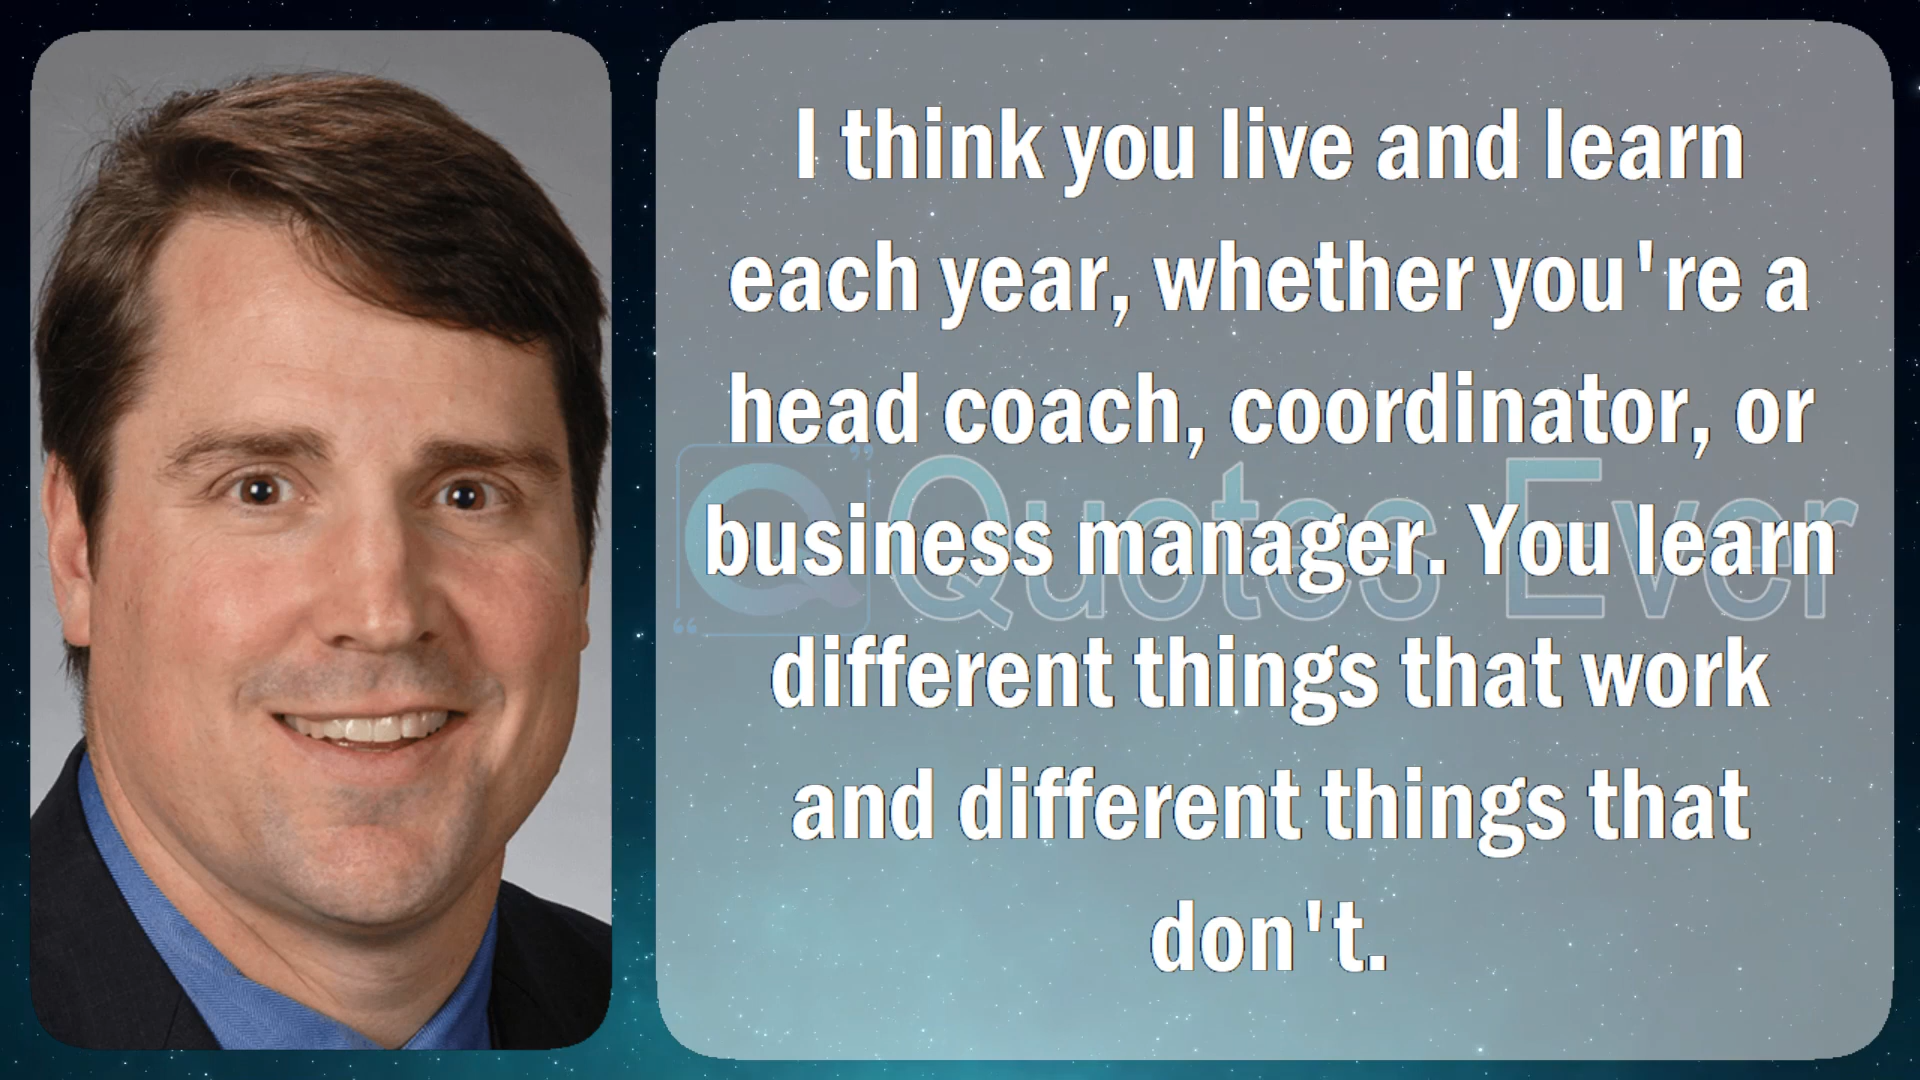 I think you live and learn
each year, whether you're a
head coach, coordinator, or
business manager. You learn
different things that work
and different things that
don't.
Quotes Ever